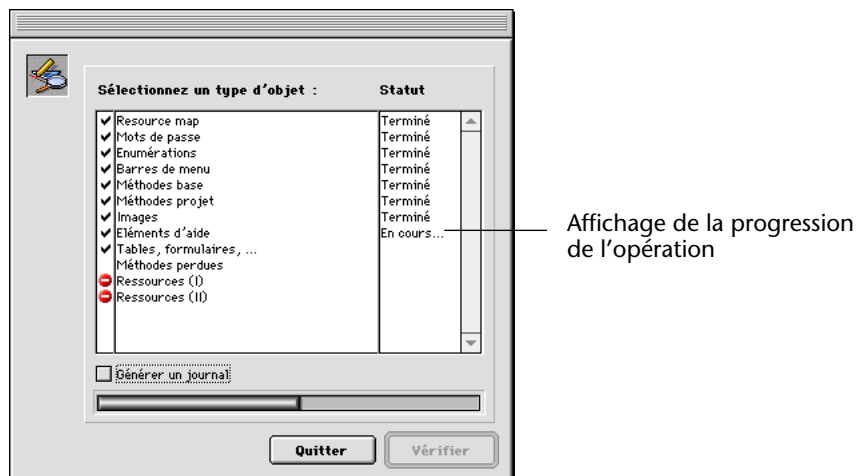 Sélectionnez un type d'objet : Statut
Resource map Terminé
Mots de passe Terminé
Enumérations Terminé
Barres de menu Terminé
Méthodes base Terminé
Méthodes projet Terminé
Images Terminé
Eléments d'aide En cours...
Tables, formulaires, ...
Méthodes perdues
Ressources (I)
Ressources (II)
Générer un journal
Quitter Vérifier
Affichage de la progression
de l'opération